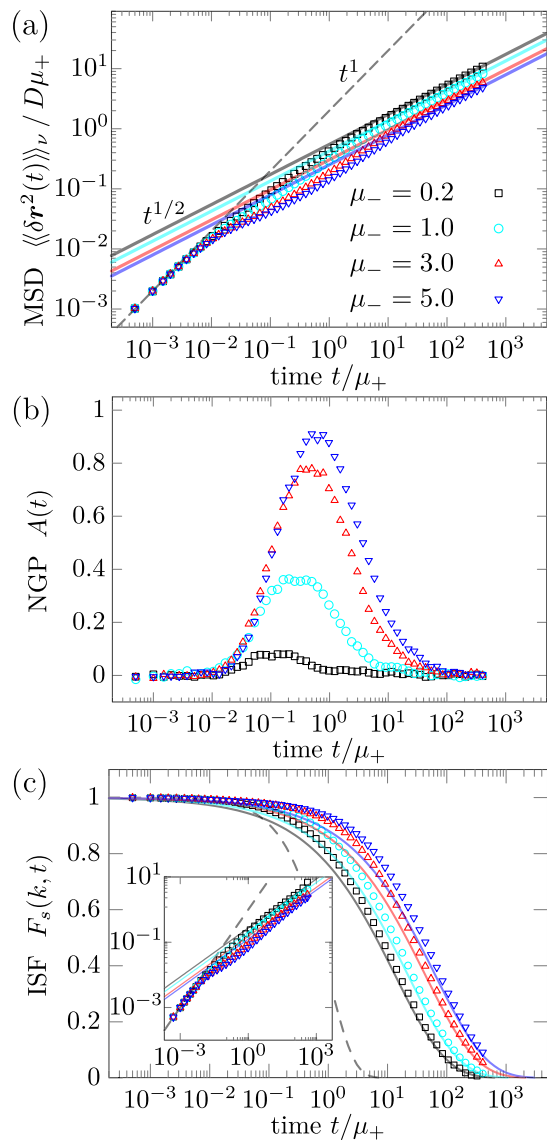 (a)
MSD ⟨⟨δr²(t)⟩⟩ᵥ / Dμ₊
10¹
10⁰
10⁻¹
10⁻²
10⁻³
t¹
t^{1/2}
μ₋ = 0.2
μ₋ = 1.0
μ₋ = 3.0
μ₋ = 5.0
10⁻³ 10⁻² 10⁻¹ 10⁰ 10¹ 10² 10³
time t/μ₊
(b)
NGP A(t)
1
0.8
0.6
0.4
0.2
0
10⁻³ 10⁻² 10⁻¹ 10⁰ 10¹ 10² 10³
time t/μ₊
(c)
ISF Fₛ(k, t)
1
0.8
0.6
0.4
0.2
0
10¹
10⁻¹
10⁻³
10⁻³ 10⁰ 10³
10⁻³ 10⁻² 10⁻¹ 10⁰ 10¹ 10² 10³
time t/μ₊